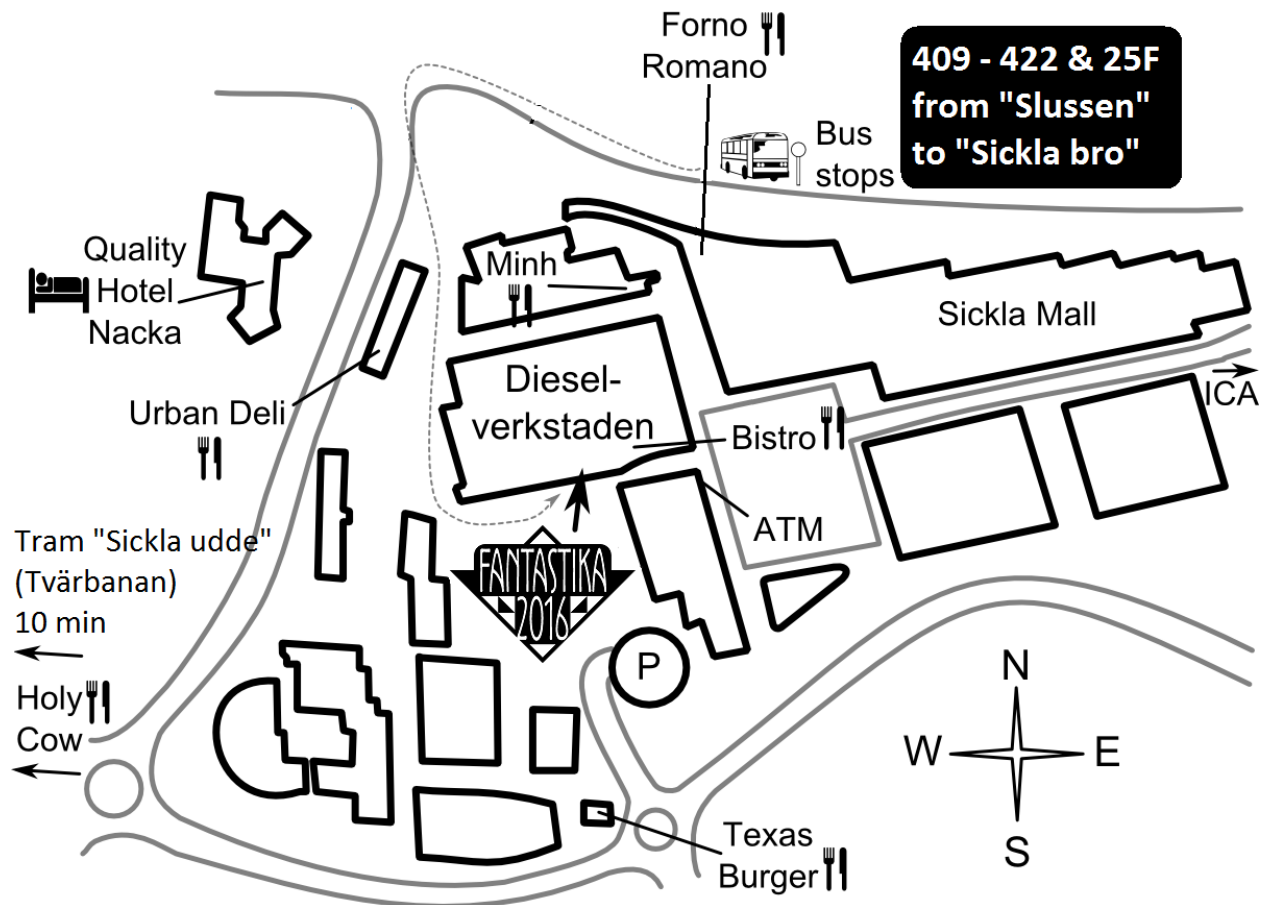 Forno
Romano
409 - 422 & 25F
from "Slussen"
to "Sickla bro"
Bus
stops
Quality
Hotel
Nacka
Minh
Sickla Mall
Diesel-
verkstaden
ICA
Urban Deli
Bistro
ATM
Tram "Sickla udde"
(Tvärbanan)
10 min
FANTASTIKA
2016
P
Holy
Cow
N
W
E
S
Texas
Burger